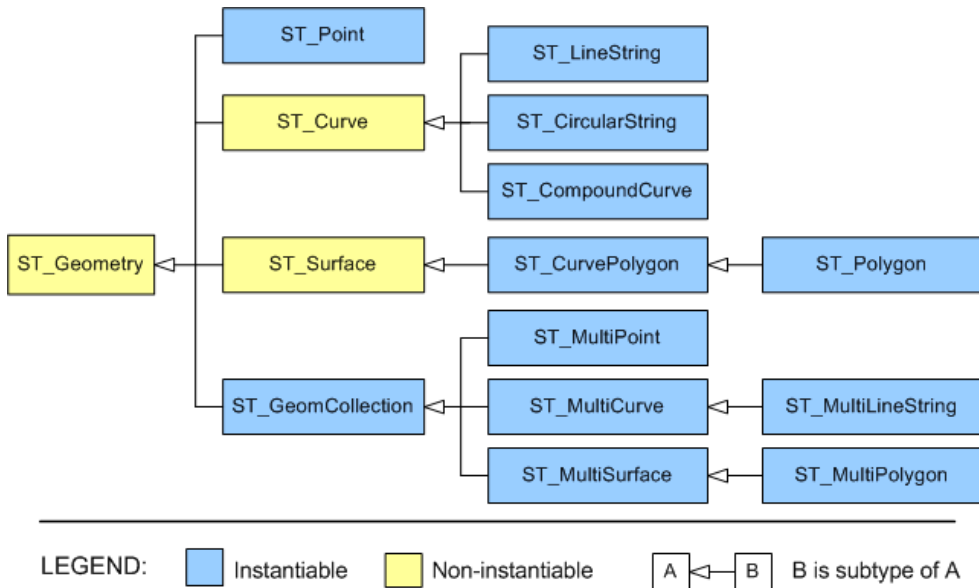 ST_Point
ST_LineString
ST_Curve
ST_CircularString
ST_CompoundCurve
ST_Geometry
ST_Surface
ST_CurvePolygon
ST_Polygon
ST_MultiPoint
ST_GeomCollection
ST_MultiCurve
ST_MultiLineString
ST_MultiSurface
ST_MultiPolygon
LEGEND: Instantiable Non-instantiable A B B is subtype of A